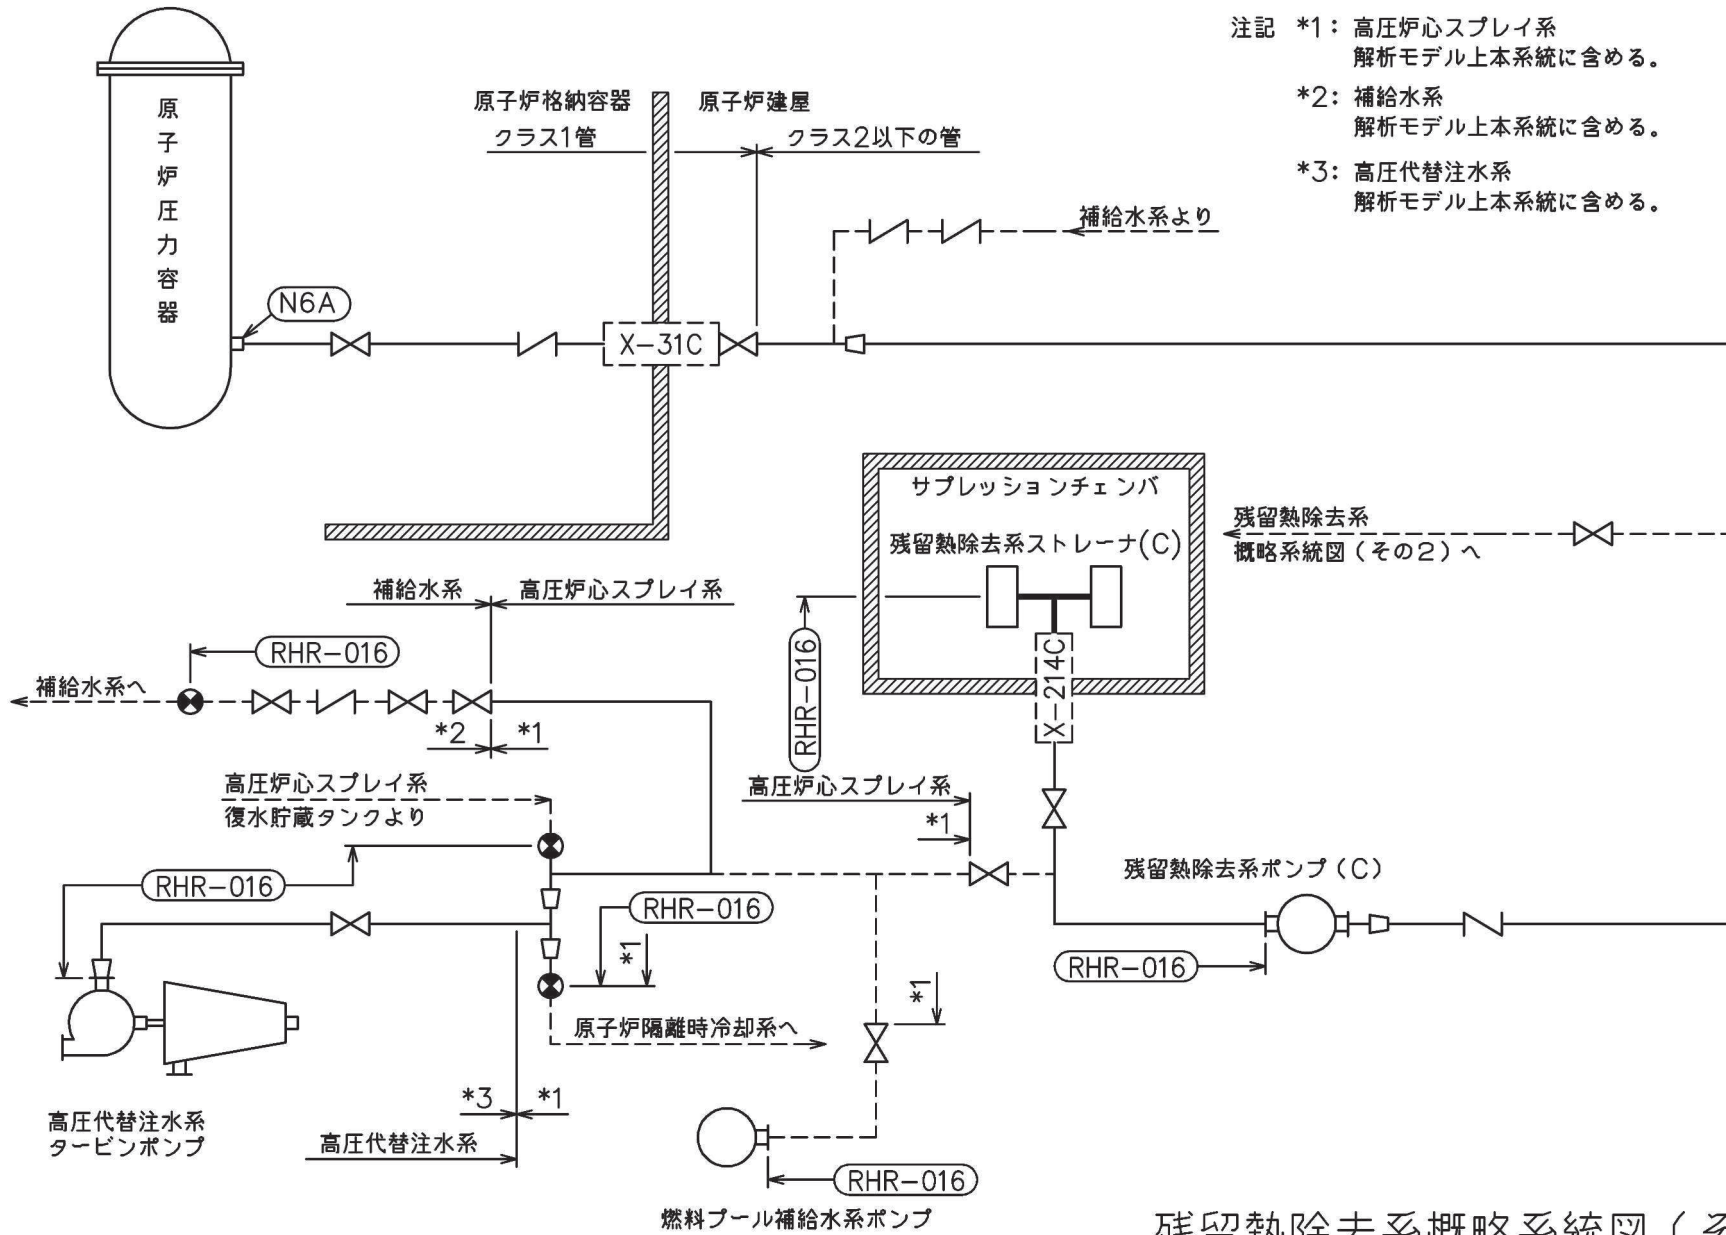 注記 *1: 高圧炉心スプレイ系
解析モデル上本系統に含める。
*2: 補給水系
解析モデル上本系統に含める。
*3: 高圧代替注水系
解析モデル上本系統に含める。
原子炉圧力容器
原子炉格納容器
原子炉建屋
クラス1管
クラス2以下の管
補給水系より
N6A
X-31C
サプレッションチェンバ
残留熱除去系ストレーナ(C)
残留熱除去系
概略系統図(その2)へ
RHR-016
X-214C
補給水系
高圧炉心スプレイ系
RHR-016
補給水系へ
*2
*1
高圧炉心スプレイ系
復水貯蔵タンクより
高圧炉心スプレイ系
*1
RHR-016
RHR-016
*1
残留熱除去系ポンプ(C)
RHR-016
*1
原子炉隔離時冷却系へ
*3
*1
高圧代替注水系
タービンポンプ
高圧代替注水系
RHR-016
燃料プール補給水系ポンプ
残留熱除去系概略系統図(